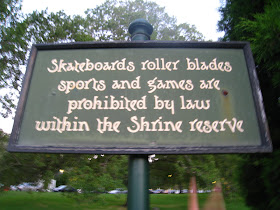 Skateboards roller blades
sports and games are
prohibited by law
within the Shrine reserve